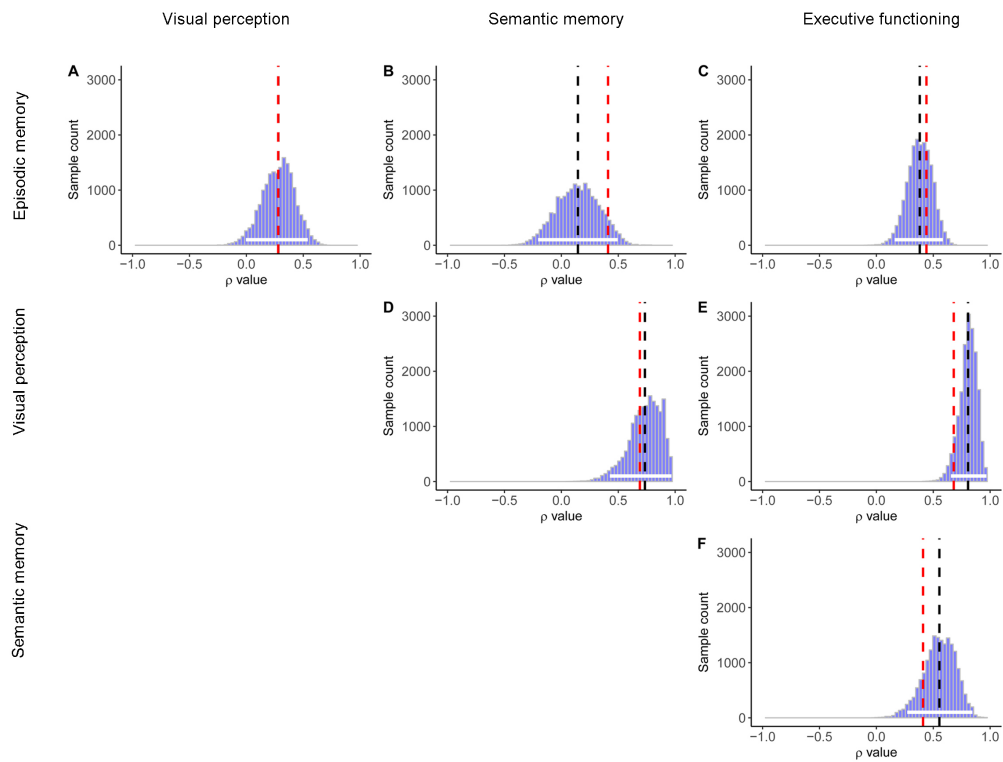 Visual perception Semantic memory Executive functioning
Episodic memory
A
Sample count
3000
2000
1000
0
−1.0 −0.5 0.0 0.5 1.0
ρ value
B
Sample count
3000
2000
1000
0
−1.0 −0.5 0.0 0.5 1.0
ρ value
C
Sample count
3000
2000
1000
0
−1.0 −0.5 0.0 0.5 1.0
ρ value
Visual perception
D
Sample count
3000
2000
1000
0
−1.0 −0.5 0.0 0.5 1.0
ρ value
E
Sample count
3000
2000
1000
0
−1.0 −0.5 0.0 0.5 1.0
ρ value
Semantic memory
F
Sample count
3000
2000
1000
0
−1.0 −0.5 0.0 0.5 1.0
ρ value